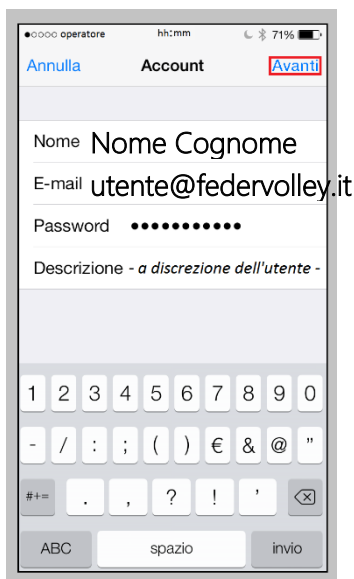 operatore hh:mm 71%
Annulla Account Avanti
Nome Nome Cognome
E-mail utente@federvolley.it
Password •••••••••••
Descrizione - a discrezione dell'utente -
1 2 3 4 5 6 7 8 9 0
- / : ; ( ) € & @ "
#+= . , ? ! '
ABC spazio invio